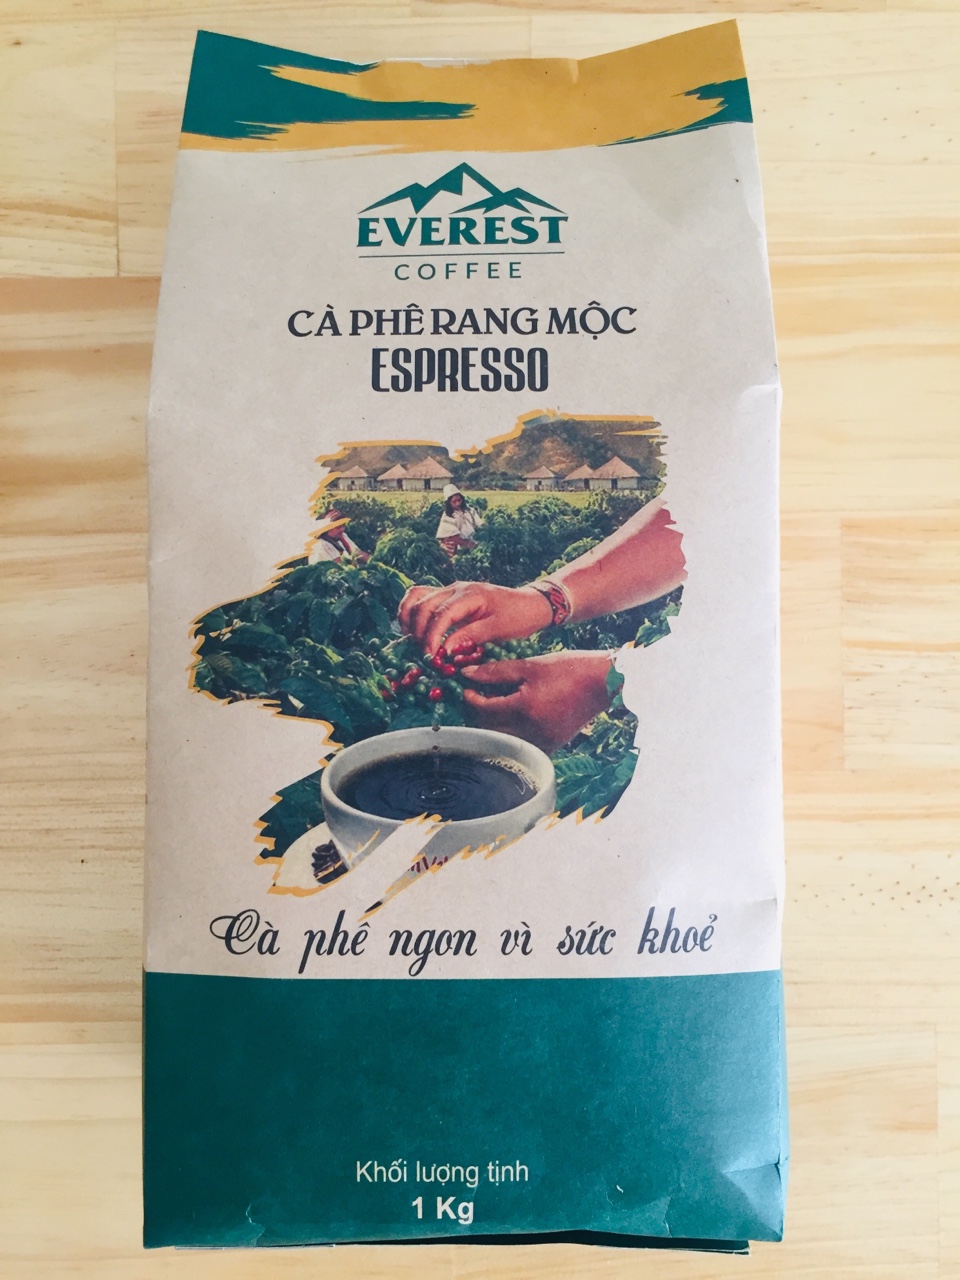 EVEREST
COFFEE
CÀ PHÊ RANG MỘC
ESPRESSO
Cà phê ngon vì sức khoẻ
Khối lượng tịnh
1 Kg